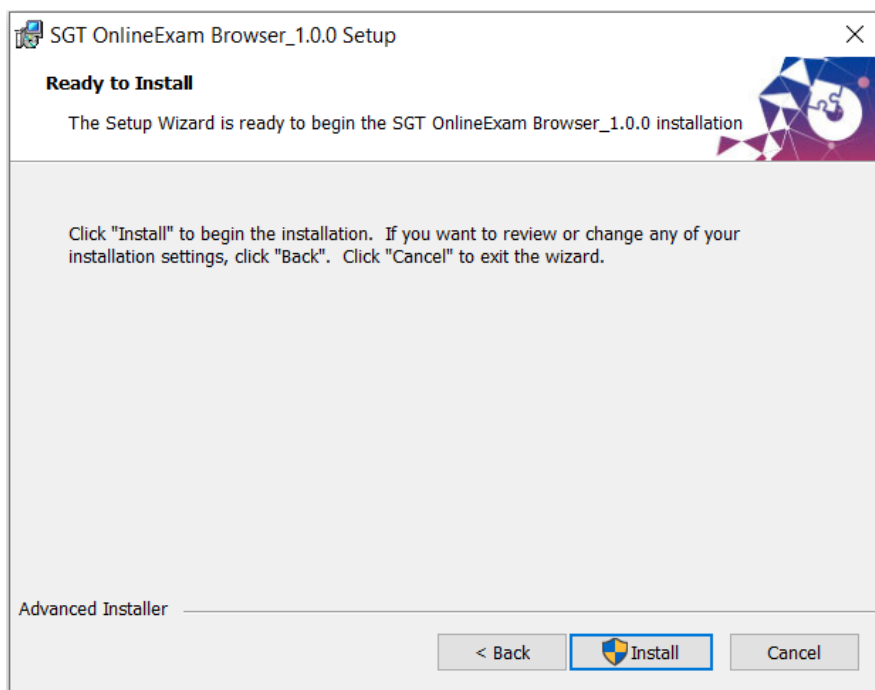 SGT OnlineExam Browser_1.0.0 Setup
Ready to Install
The Setup Wizard is ready to begin the SGT OnlineExam Browser_1.0.0 installation
Click "Install" to begin the installation.  If you want to review or change any of your
installation settings, click "Back".  Click "Cancel" to exit the wizard.
Advanced Installer
< Back
Install
Cancel